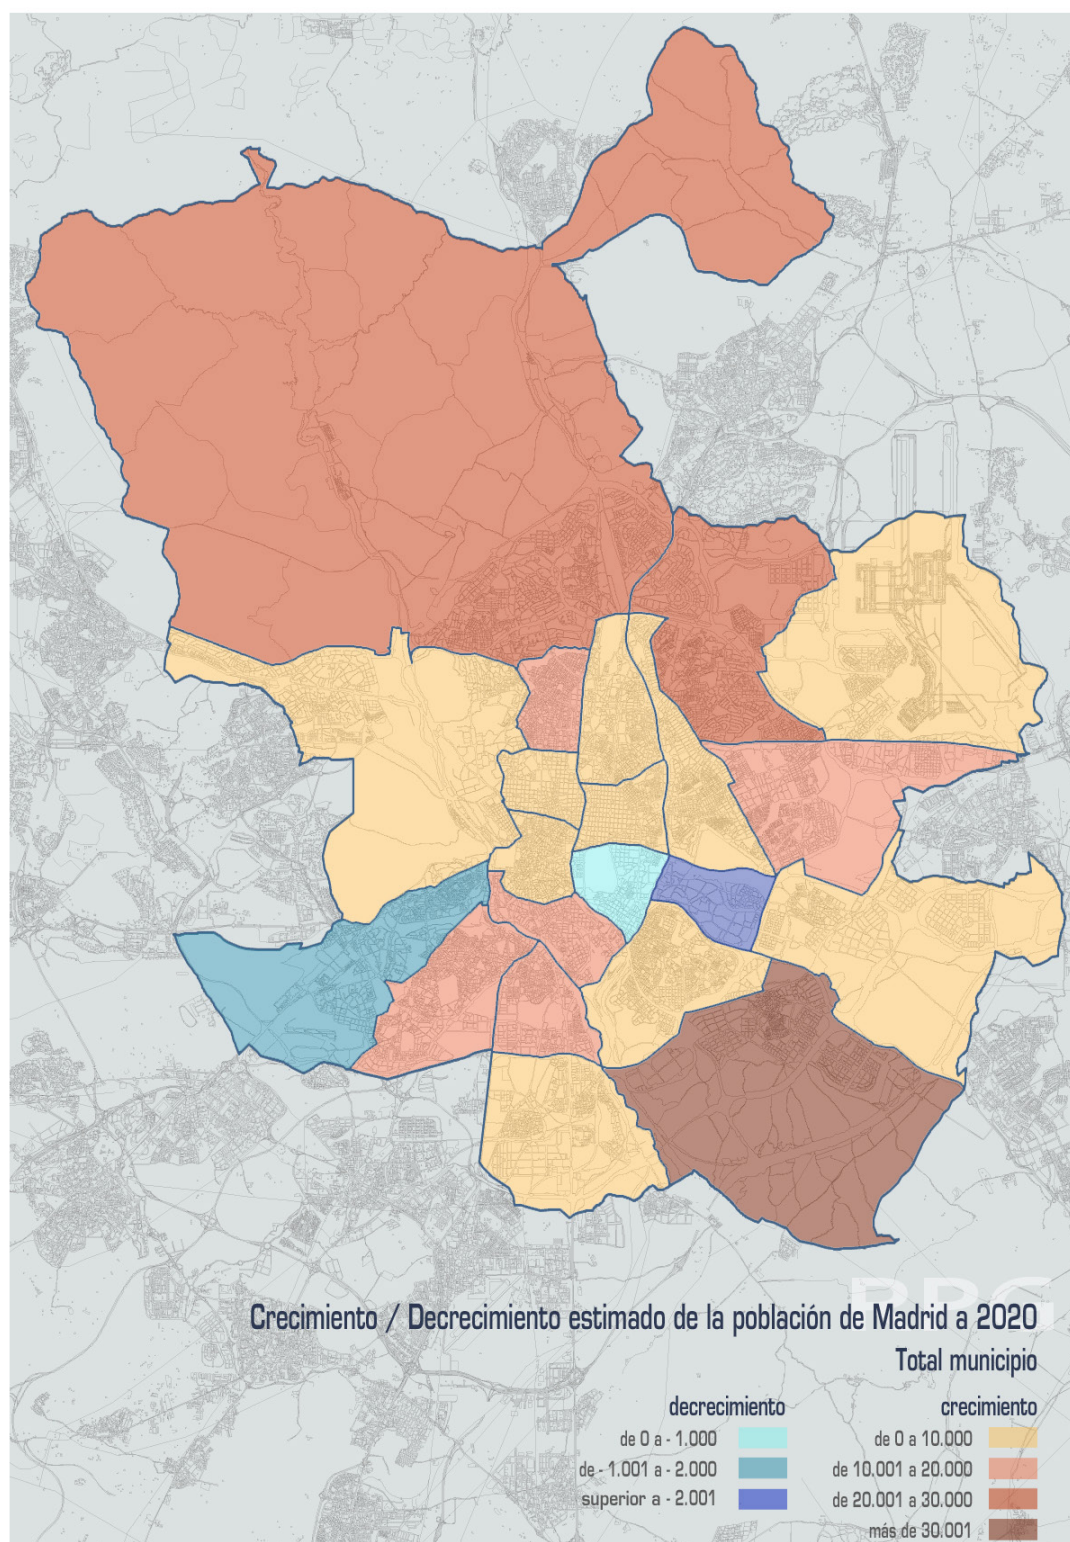 BRG
Crecimiento / Decrecimiento estimado de la población de Madrid a 2020
Total municipio
decrecimiento
de 0 a - 1.000
de - 1.001 a - 2.000
superior a - 2.001
crecimiento
de 0 a 10.000
de 10.001 a 20.000
de 20.001 a 30.000
más de 30.001